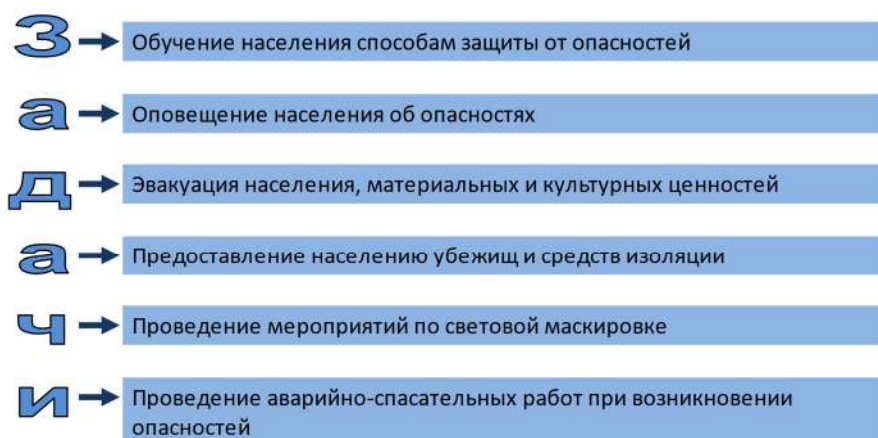 З Обучение населения способам защиты от опасностей
а Оповещение населения об опасностях
д Эвакуация населения, материальных и культурных ценностей
а Предоставление населению убежищ и средств изоляции
ч Проведение мероприятий по световой маскировке
и Проведение аварийно-спасательных работ при возникновении
опасностей